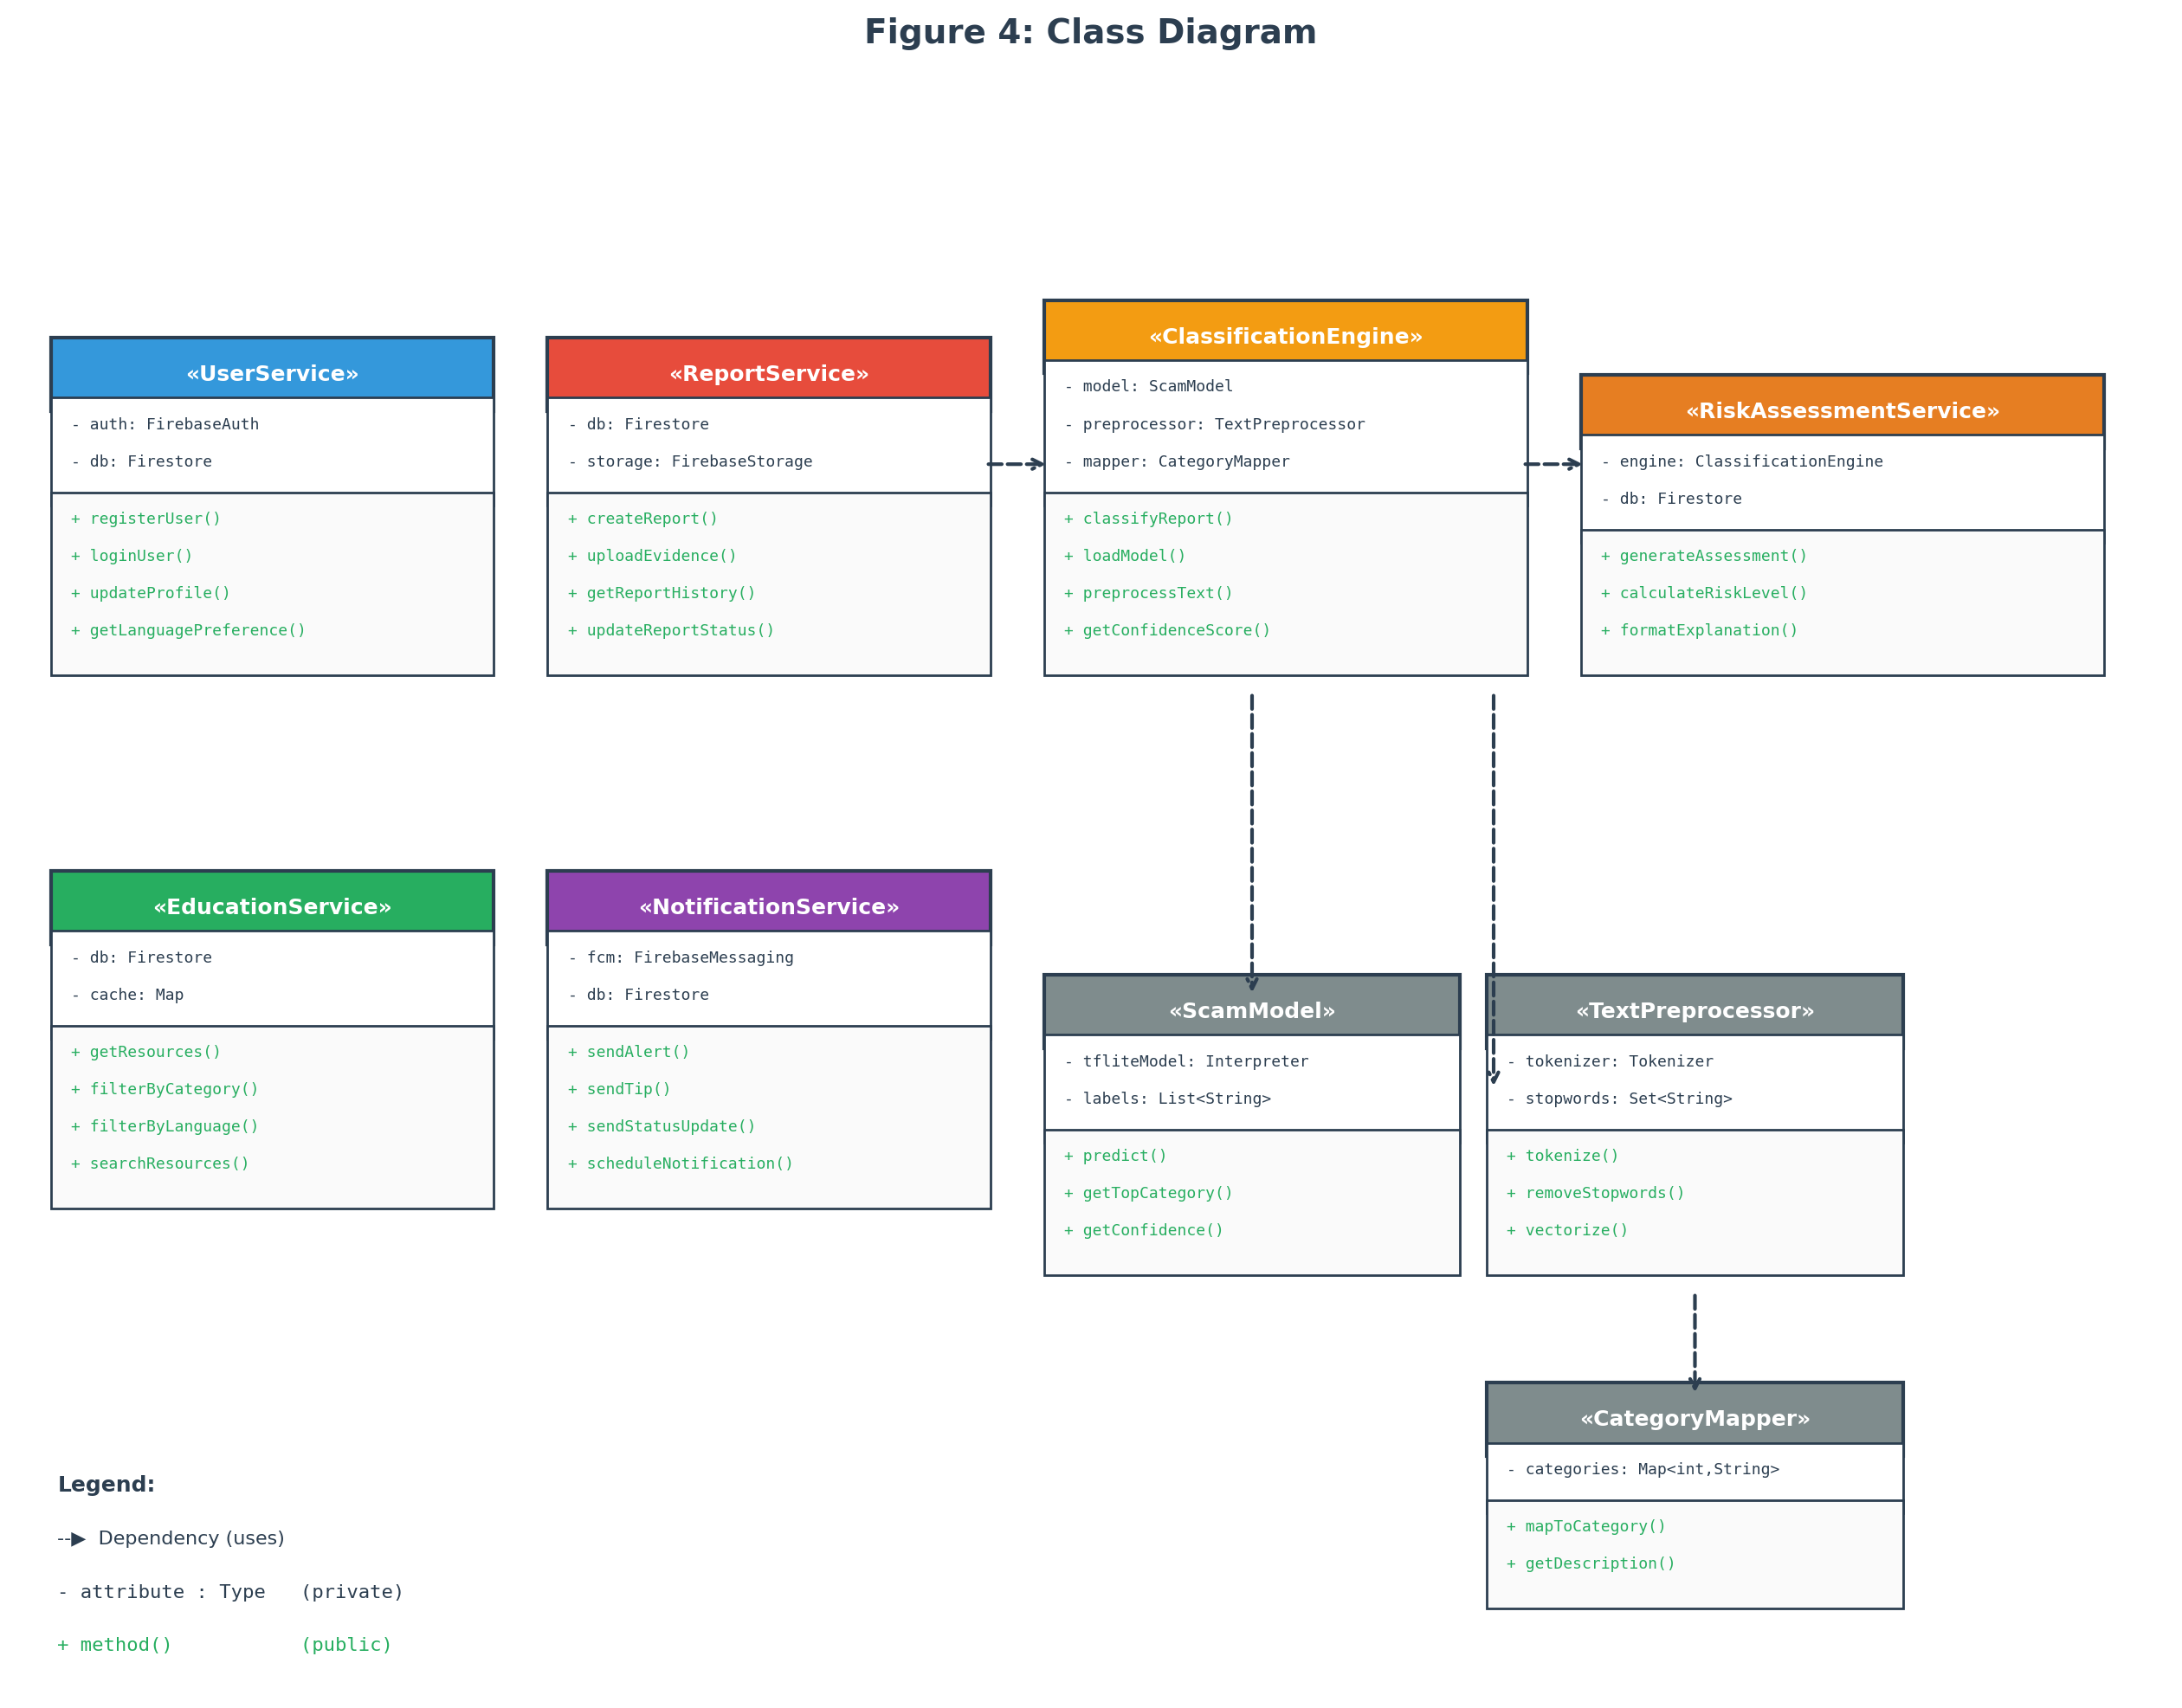 Figure 4: Class Diagram
«UserService»
- auth: FirebaseAuth
- db: Firestore
+ registerUser()
+ loginUser()
+ updateProfile()
+ getLanguagePreference()
«ReportService»
- db: Firestore
- storage: FirebaseStorage
+ createReport()
+ uploadEvidence()
+ getReportHistory()
+ updateReportStatus()
«ClassificationEngine»
- model: ScamModel
- preprocessor: TextPreprocessor
- mapper: CategoryMapper
+ classifyReport()
+ loadModel()
+ preprocessText()
+ getConfidenceScore()
«RiskAssessmentService»
- engine: ClassificationEngine
- db: Firestore
+ generateAssessment()
+ calculateRiskLevel()
+ formatExplanation()
«EducationService»
- db: Firestore
- cache: Map
+ getResources()
+ filterByCategory()
+ filterByLanguage()
+ searchResources()
«NotificationService»
- fcm: FirebaseMessaging
- db: Firestore
+ sendAlert()
+ sendTip()
+ sendStatusUpdate()
+ scheduleNotification()
«ScamModel»
- tfliteModel: Interpreter
- labels: List<String>
+ predict()
+ getTopCategory()
+ getConfidence()
«TextPreprocessor»
- tokenizer: Tokenizer
- stopwords: Set<String>
+ tokenize()
+ removeStopwords()
+ vectorize()
«CategoryMapper»
- categories: Map<int,String>
+ mapToCategory()
+ getDescription()
Legend:
--▶ Dependency (uses)
- attribute : Type (private)
+ method() (public)